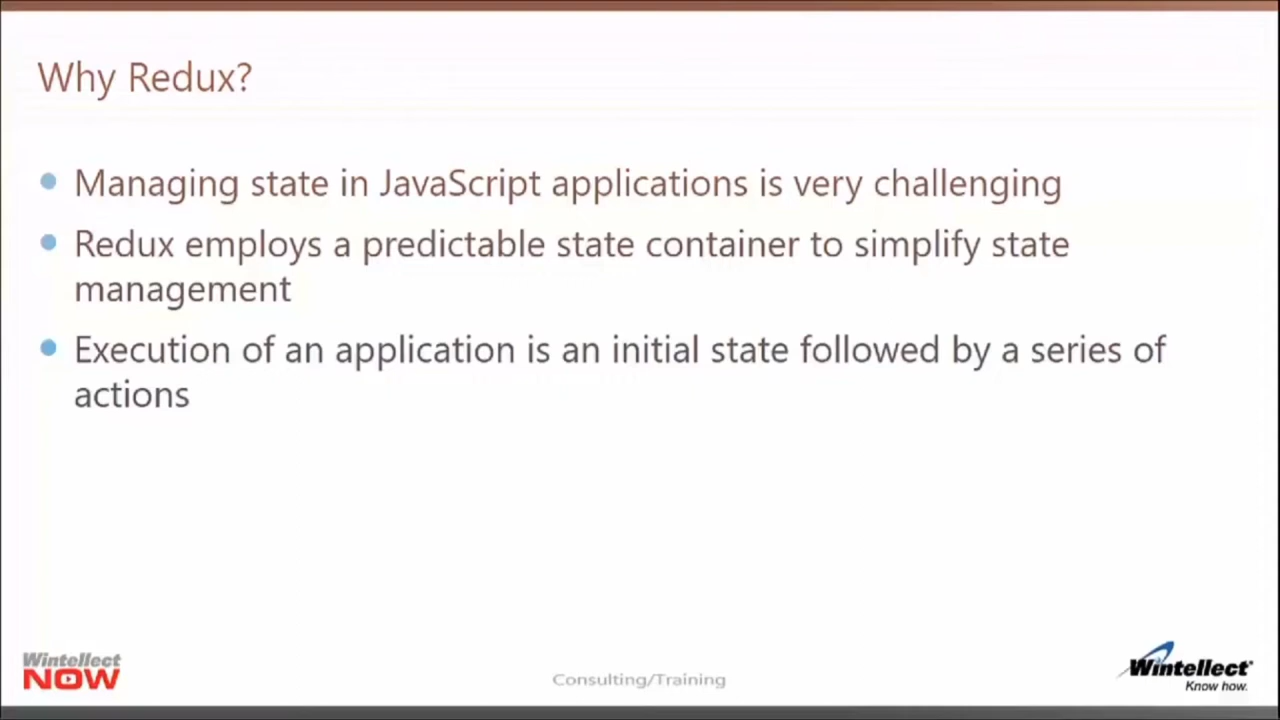 Why Redux?
Managing state in JavaScript applications is very challenging
Redux employs a predictable state container to simplify state
management
Execution of an application is an initial state followed by a series of
actions
Wintellect
NOW
Consulting/Training
Wintellect
Know how.